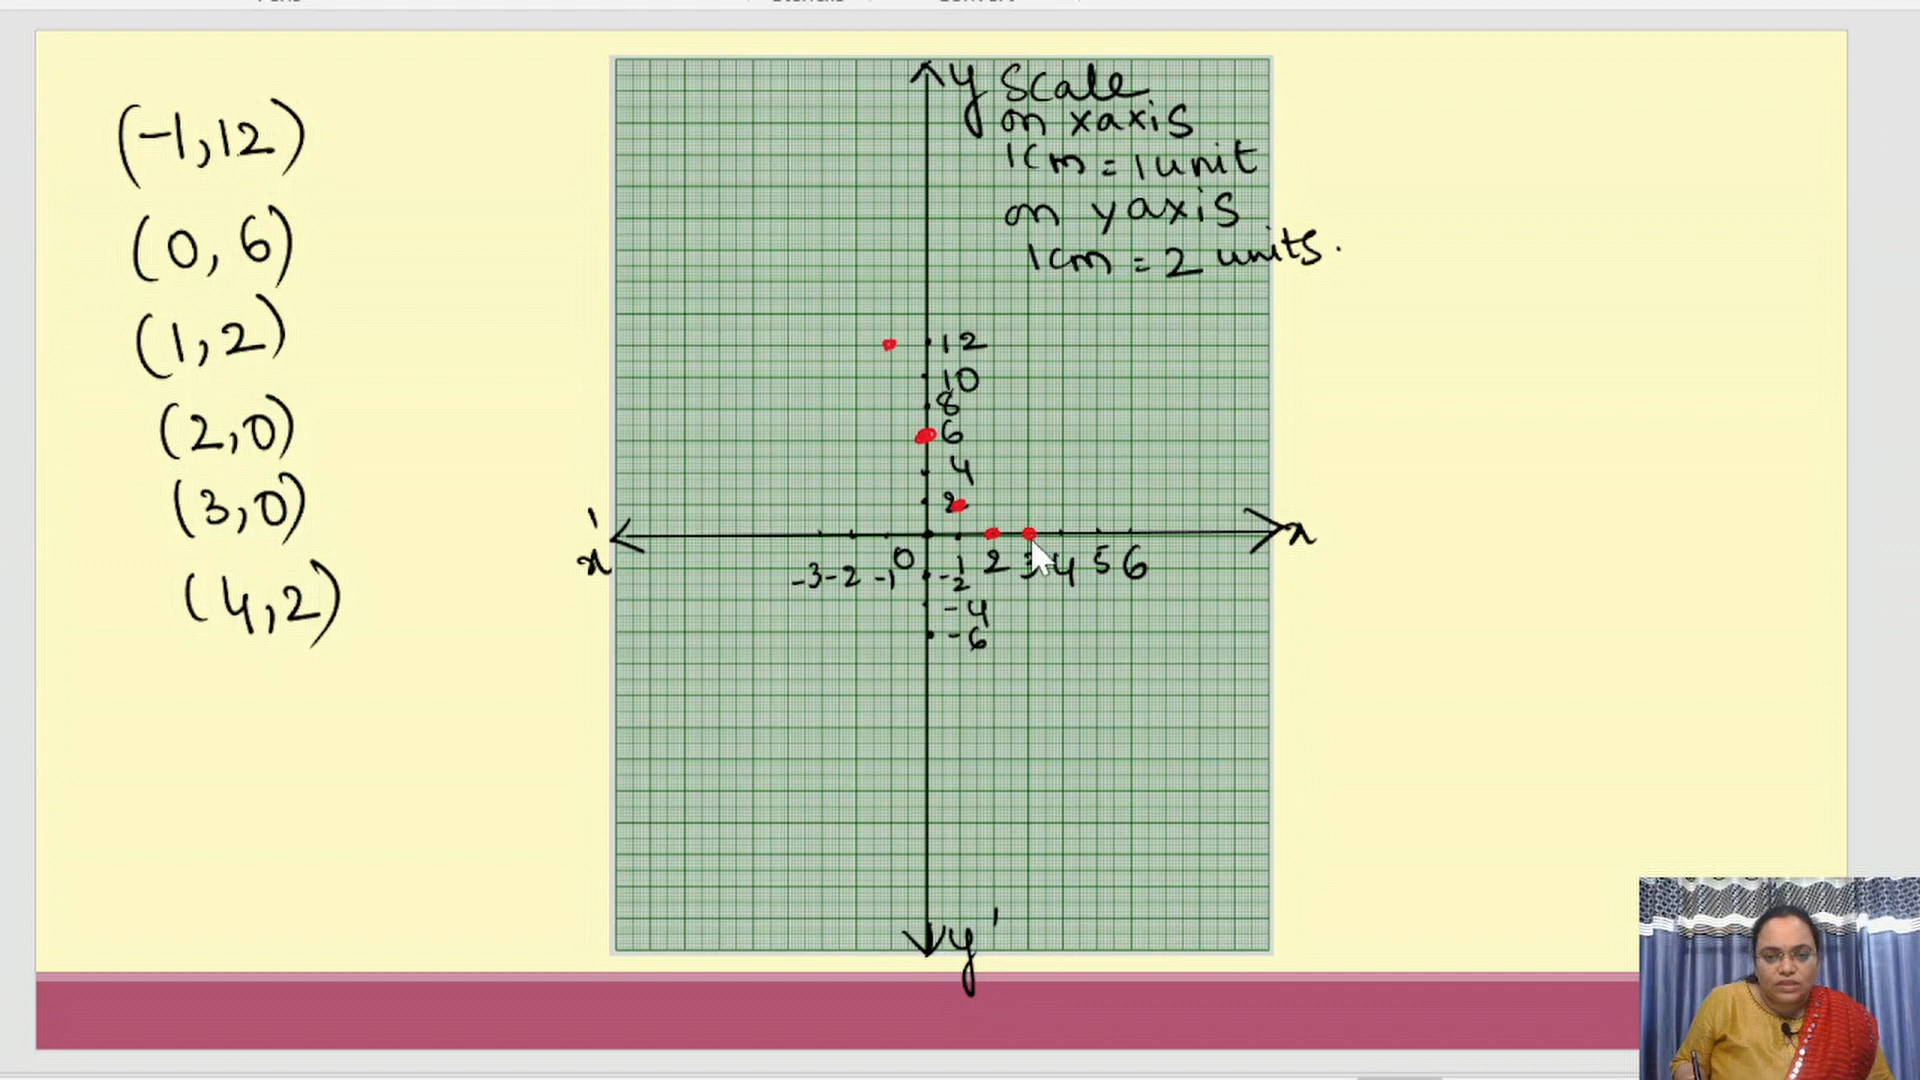 (-1,12)
(0,6)
(1,2)
(2,0)
(3,0)
(4,2)
y
Scale
on x axis
1cm = 1 unit
on y axis
1cm = 2 units.
12
10
8
6
4
2
x'
x
-3 -2 -1 0 1 2 3 4 5 6
-2
-4
-6
y'